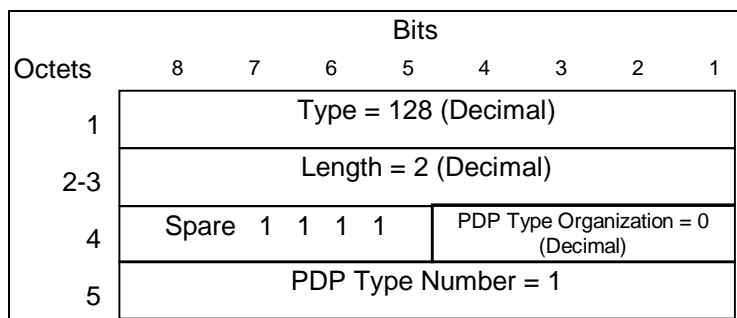 Bits
Octets 8 7 6 5 4 3 2 1
1 Type = 128 (Decimal)
2-3 Length = 2 (Decimal)
4 Spare 1 1 1 1 PDP Type Organization = 0
(Decimal)
5 PDP Type Number = 1